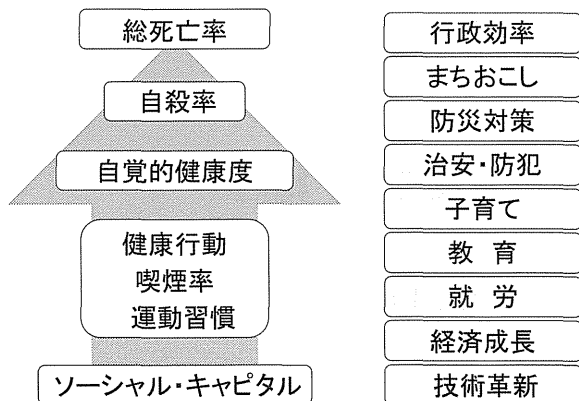 総死亡率
自殺率
自覚的健康度
健康行動
喫煙率
運動習慣
ソーシャル・キャピタル
行政効率
まちおこし
防災対策
治安・防犯
子育て
教 育
就 労
経済成長
技術革新